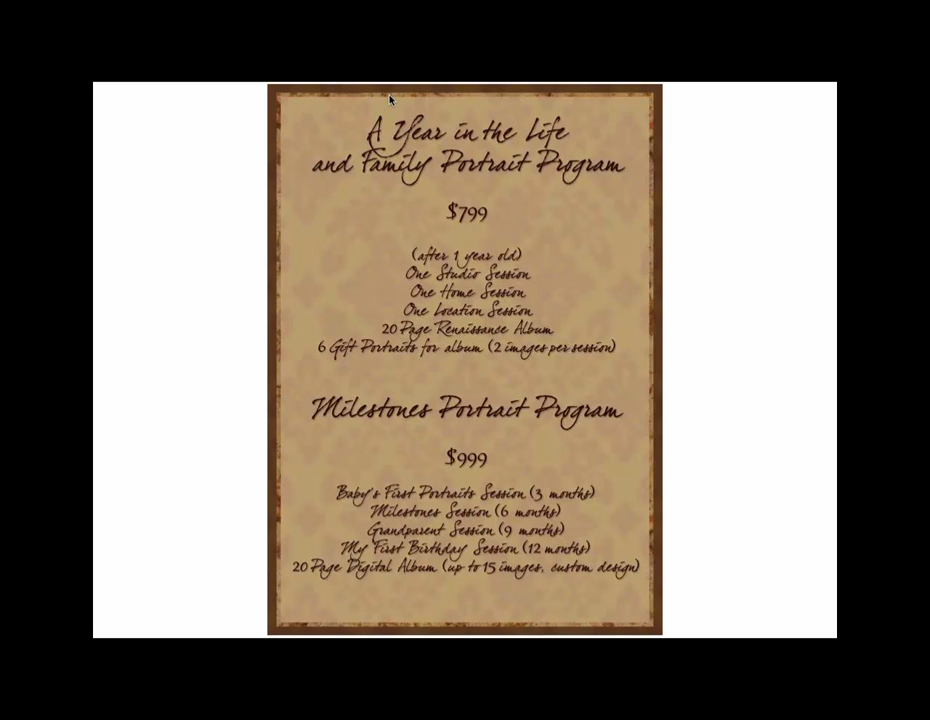 A Year in the Life
and Family Portrait Program
$799
(after 1 year old)
One Studio Session
One Home Session
One Location Session
20 Page Renaissance Album
6 Gift Portraits for album (2 images per session)
Milestones Portrait Program
$999
Baby's First Portraits Session (3 months)
Milestones Session (6 months)
Grandparent Session (9 months)
My First Birthday Session (12 months)
20 Page Digital Album (up to 15 images, custom design)